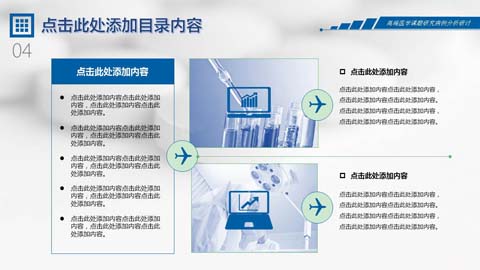 点击此处添加目录内容
高端医学课题研究病例分析研讨
04
点击此处添加内容
点击此处添加内容点击此处添加
内容，点击此处添加内容点击此
处添加内容。
点击此处添加内容点击此处添加
内容，点击此处添加内容点击此
处添加内容。
点击此处添加内容点击此处添加
内容，点击此处添加内容点击此
处添加内容。
点击此处添加内容点击此处添加
内容，点击此处添加内容点击此
处添加内容。
点击此处添加内容点击此处添加
内容，点击此处添加内容点击此
处添加内容。
点击此处添加内容
点击此处添加内容点击此处添加内容，
点击此处添加内容点击此处添加内容。
点击此处添加内容点击此处添加内容，
点击此处添加内容点击此处添加内容。
点击此处添加内容
点击此处添加内容点击此处添加内容，
点击此处添加内容点击此处添加内容。
点击此处添加内容点击此处添加内容，
点击此处添加内容点击此处添加内容。